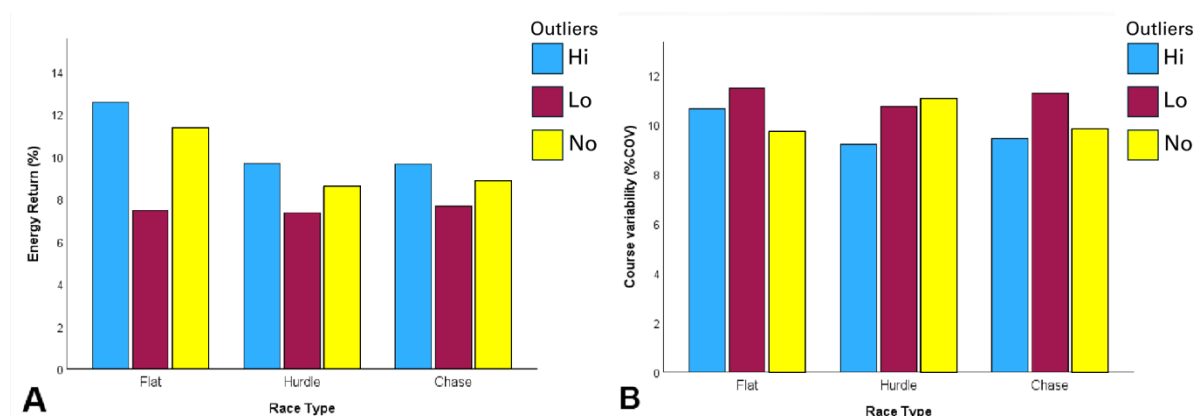 Outliers
Hi
Lo
No
14
12
10
8
6
4
2
0
Energy Return (%)
Flat
Hurdle
Chase
Race Type
A
Outliers
Hi
Lo
No
12
10
8
6
4
2
0
Course variability (%COV)
Flat
Hurdle
Chase
Race Type
B